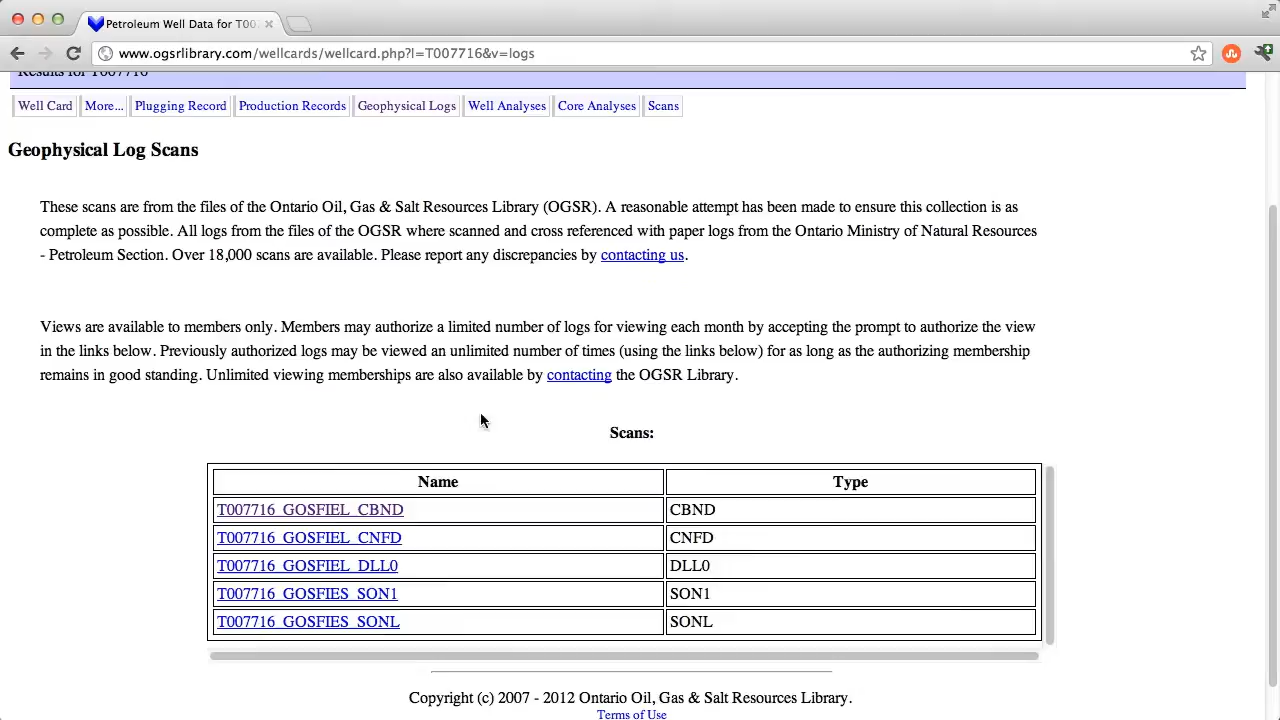 Petroleum Well Data for T007
www.ogsrlibrary.com/wellcards/wellcard.php?l=T007716&v=logs
Results for T007716
Well Card More... Plugging Record Production Records Geophysical Logs Well Analyses Core Analyses Scans
Geophysical Log Scans
These scans are from the files of the Ontario Oil, Gas & Salt Resources Library (OGSR). A reasonable attempt has been made to ensure this collection is as
complete as possible. All logs from the files of the OGSR where scanned and cross referenced with paper logs from the Ontario Ministry of Natural Resources
- Petroleum Section. Over 18,000 scans are available. Please report any discrepancies by contacting us.
Views are available to members only. Members may authorize a limited number of logs for viewing each month by accepting the prompt to authorize the view
in the links below. Previously authorized logs may be viewed an unlimited number of times (using the links below) for as long as the authorizing membership
remains in good standing. Unlimited viewing memberships are also available by contacting the OGSR Library.
Scans:
Name Type
T007716_GOSFIEL_CBND CBND
T007716_GOSFIEL_CNFD CNFD
T007716_GOSFIEL_DLL0 DLL0
T007716_GOSFIES_SON1 SON1
T007716_GOSFIES_SONL SONL
Copyright (c) 2007 - 2012 Ontario Oil, Gas & Salt Resources Library.
Terms of Use